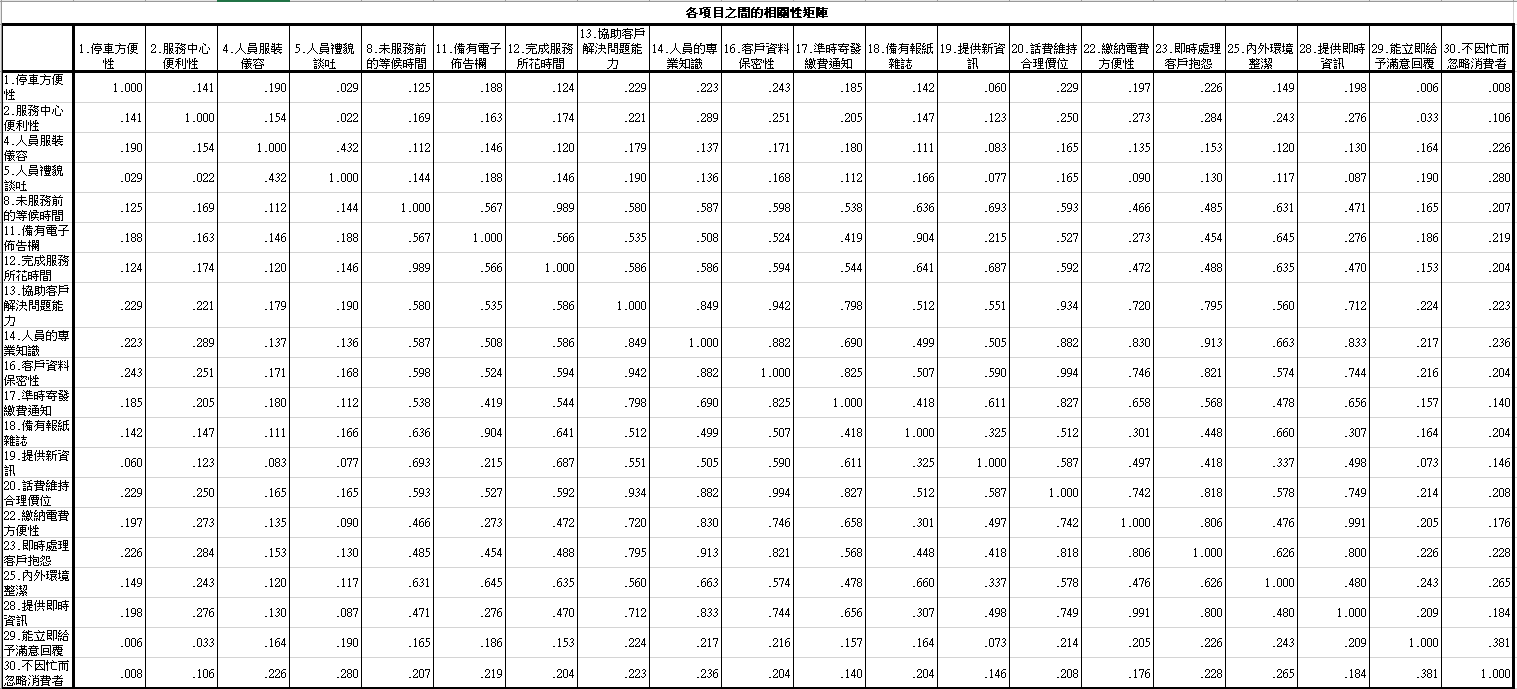 各項目之間的相關性矩陣
1.停車方便性 2.服務中心便利性 4.人員服裝儀容 5.人員禮貌談吐 8.未服務前的等候時間 11.備有電子佈告欄 12.完成服務所花時間 13.協助客戶解決問題能力 14.人員的專業知識 16.客戶資料保密性 17.準時寄發繳費通知 18.備有報紙雜誌 19.提供新資訊 20.話費維持合理價位 22.繳納電費方便性 23.即時處理客戶抱怨 25.內外環境整潔 28.提供即時資訊 29.能立即給予滿意回覆 30.不因忙而忽略消費者
1.停車方便性 1.000 .141 .190 .029 .125 .188 .124 .229 .223 .243 .185 .142 .060 .229 .197 .226 .149 .198 .006 .008
2.服務中心便利性 .141 1.000 .154 .022 .169 .163 .174 .221 .289 .251 .205 .147 .123 .250 .273 .284 .243 .276 .033 .106
4.人員服裝儀容 .190 .154 1.000 .432 .112 .146 .120 .179 .137 .171 .180 .111 .083 .165 .135 .153 .120 .130 .164 .226
5.人員禮貌談吐 .029 .022 .432 1.000 .144 .188 .146 .190 .136 .168 .112 .166 .077 .165 .090 .130 .117 .087 .190 .280
8.未服務前的等候時間 .125 .169 .112 .144 1.000 .567 .989 .580 .587 .598 .538 .636 .693 .593 .466 .485 .631 .471 .165 .207
11.備有電子佈告欄 .188 .163 .146 .188 .567 1.000 .566 .535 .508 .524 .419 .904 .215 .527 .273 .454 .645 .276 .186 .219
12.完成服務所花時間 .124 .174 .120 .146 .989 .566 1.000 .586 .586 .594 .544 .641 .687 .592 .472 .488 .635 .470 .153 .204
13.協助客戶解決問題能力 .229 .221 .179 .190 .580 .535 .586 1.000 .849 .942 .798 .512 .551 .934 .720 .795 .560 .712 .224 .223
14.人員的專業知識 .223 .289 .137 .136 .587 .508 .586 .849 1.000 .882 .690 .499 .505 .882 .830 .913 .663 .833 .217 .236
16.客戶資料保密性 .243 .251 .171 .168 .598 .524 .594 .942 .882 1.000 .825 .507 .590 .994 .746 .821 .574 .744 .216 .204
17.準時寄發繳費通知 .185 .205 .180 .112 .538 .419 .544 .798 .690 .825 1.000 .418 .611 .827 .658 .568 .478 .656 .157 .140
18.備有報紙雜誌 .142 .147 .111 .166 .636 .904 .641 .512 .499 .507 .418 1.000 .325 .512 .301 .448 .660 .307 .164 .204
19.提供新資訊 .060 .123 .083 .077 .693 .215 .687 .551 .505 .590 .611 .325 1.000 .587 .497 .418 .337 .498 .073 .146
20.話費維持合理價位 .229 .250 .165 .165 .593 .527 .592 .934 .882 .994 .827 .512 .587 1.000 .742 .818 .578 .749 .214 .208
22.繳納電費方便性 .197 .273 .135 .090 .466 .273 .472 .720 .830 .746 .658 .301 .497 .742 1.000 .806 .476 .991 .205 .176
23.即時處理客戶抱怨 .226 .284 .153 .130 .485 .454 .488 .795 .913 .821 .568 .448 .418 .818 .806 1.000 .626 .800 .226 .228
25.內外環境整潔 .149 .243 .120 .117 .631 .645 .635 .560 .663 .574 .478 .660 .337 .578 .476 .626 1.000 .480 .243 .265
28.提供即時資訊 .198 .276 .130 .087 .471 .276 .470 .712 .833 .744 .656 .307 .498 .749 .991 .800 .480 1.000 .209 .184
29.能立即給予滿意回覆 .006 .033 .164 .190 .165 .186 .153 .224 .217 .216 .157 .164 .073 .214 .205 .226 .243 .209 1.000 .381
30.不因忙而忽略消費者 .008 .106 .226 .280 .207 .219 .204 .223 .236 .204 .140 .204 .146 .208 .176 .228 .265 .184 .381 1.000